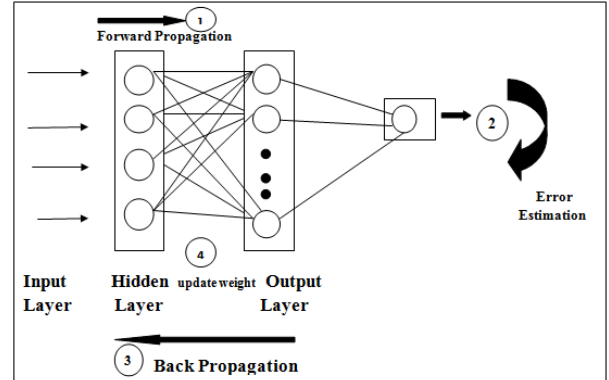 1
Forward Propagation
2
Error
Estimation
4
Input Hidden update weight Output
Layer Layer Layer
3 Back Propagation